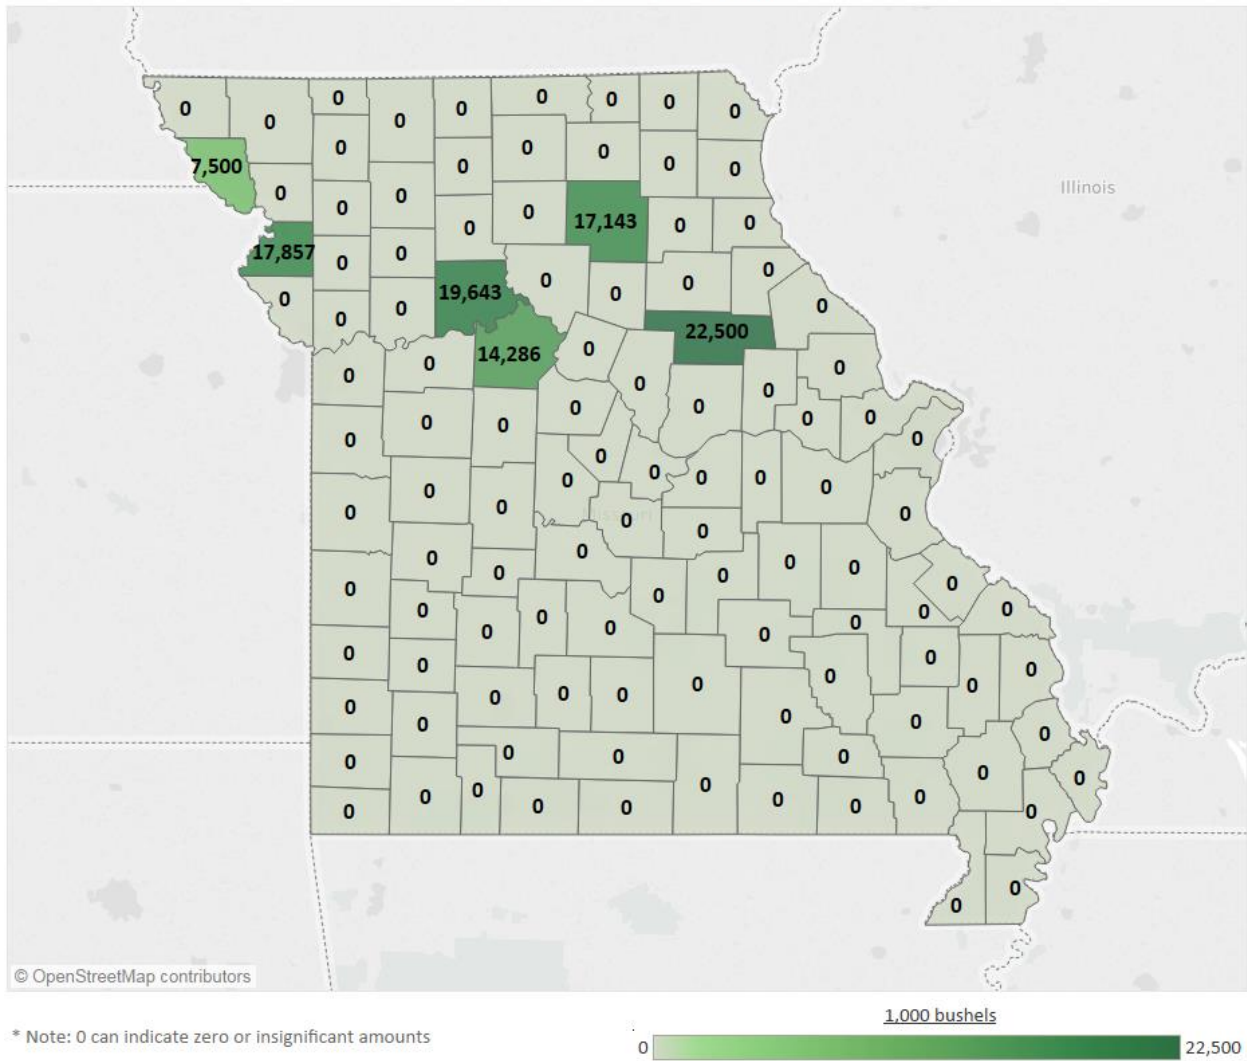 0 0 0 0 0 0 0 0 0
0 0 0 0 0 0 0
7,500 0 0 0 0 17,143 0 0
Illinois
17,857 0 0 0 0 0 0
0 0 0 19,643 0 0 22,500
0 0 14,286 0 0 0 0 0
0 0 0 0 0 0 0 0
0 0 0 0 0 0 0 0
0 0 0 0 0 0
Missouri
0 0 0 0 0 0 0
0 0 0 0 0 0 0 0
0 0 0 0 0 0 0 0
0 0 0 0 0 0 0 0
0 0 0 0 0 0 0 0
0 0 0 0 0 0 0 0
0 0 0 0 0 0 0 0
0 0
© OpenStreetMap contributors
* Note: 0 can indicate zero or insignificant amounts
1,000 bushels
0 22,500